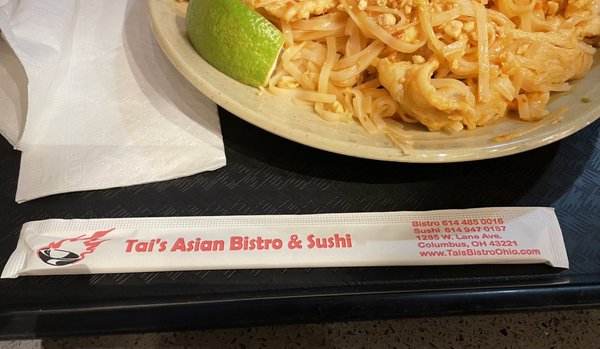 Tai's Asian Bistro & Sushi
Bistro 614 485 0016
Sushi 614 947 0187
1285 W. Lane Ave.
Columbus, OH 43221
www.TaisBistroOhio.com